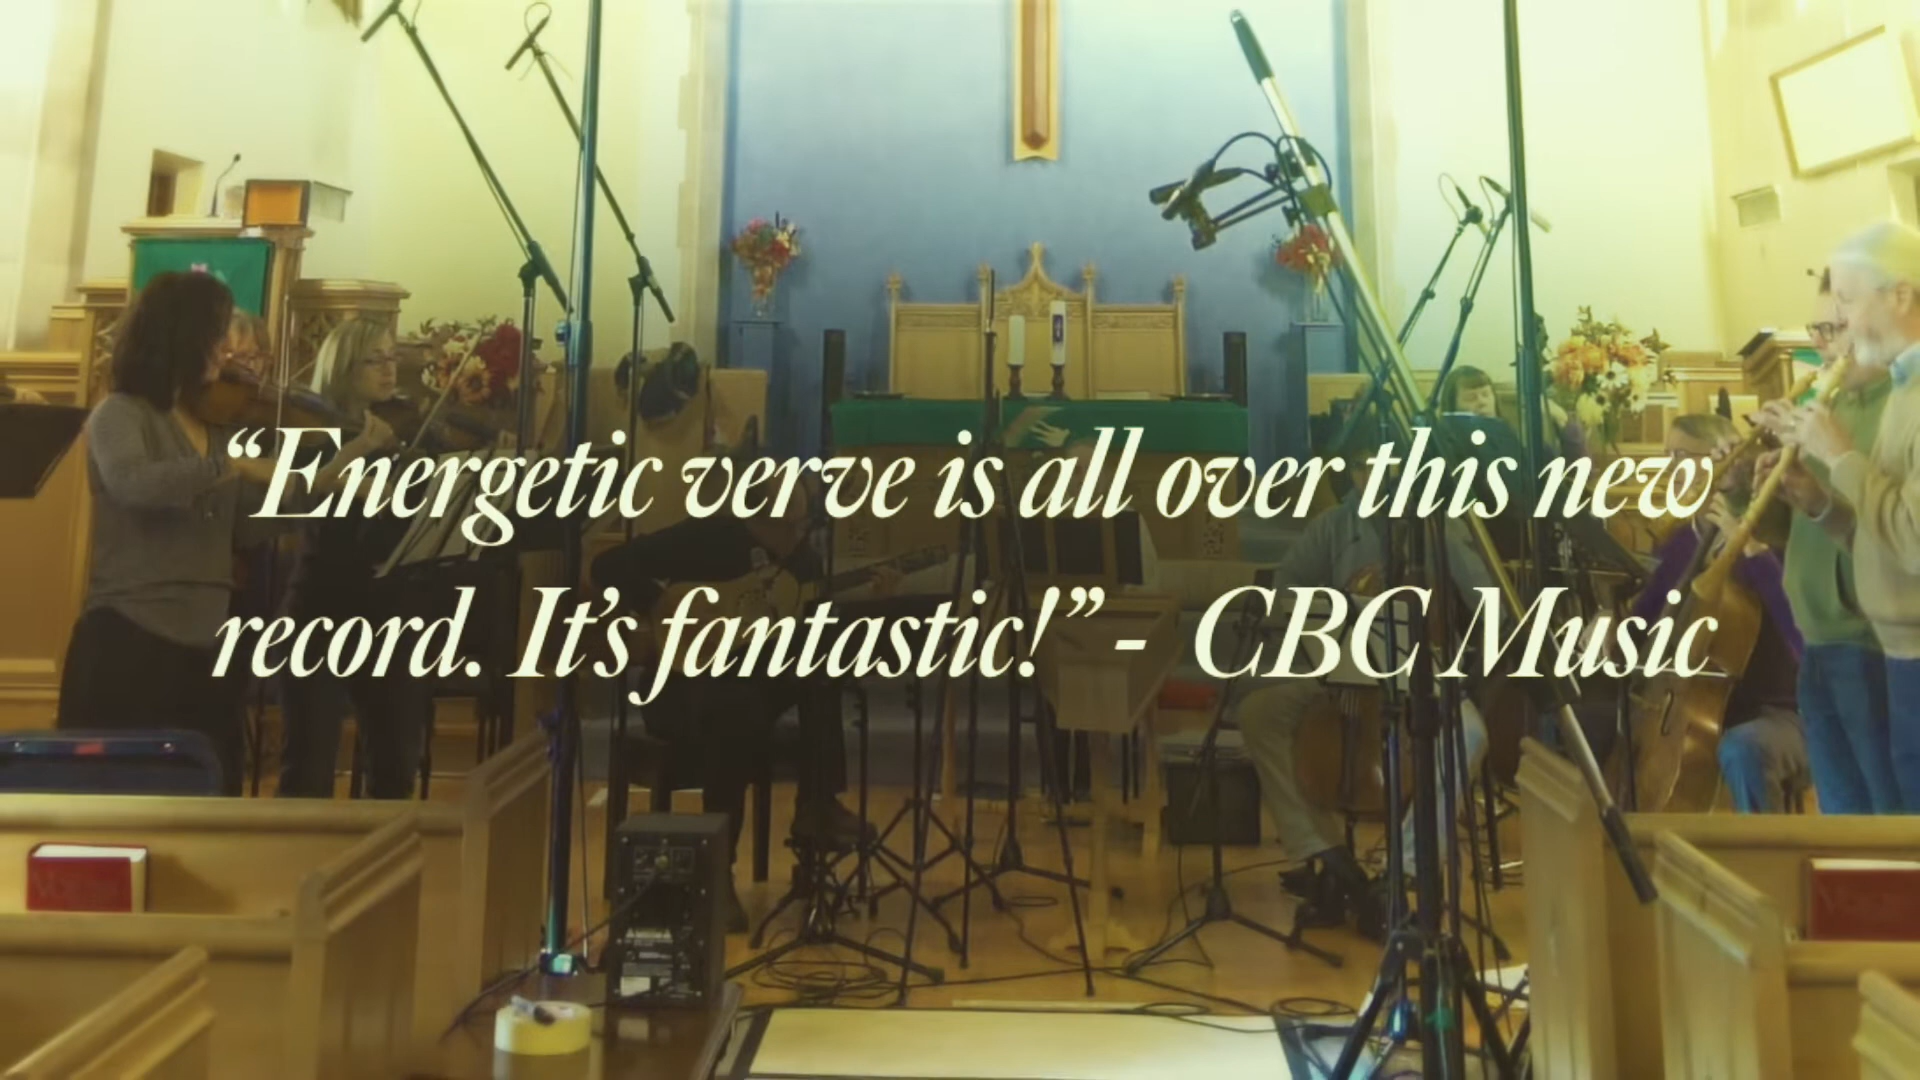 “Energetic verve is all over this new
record. It’s fantastic!” - CBC Music